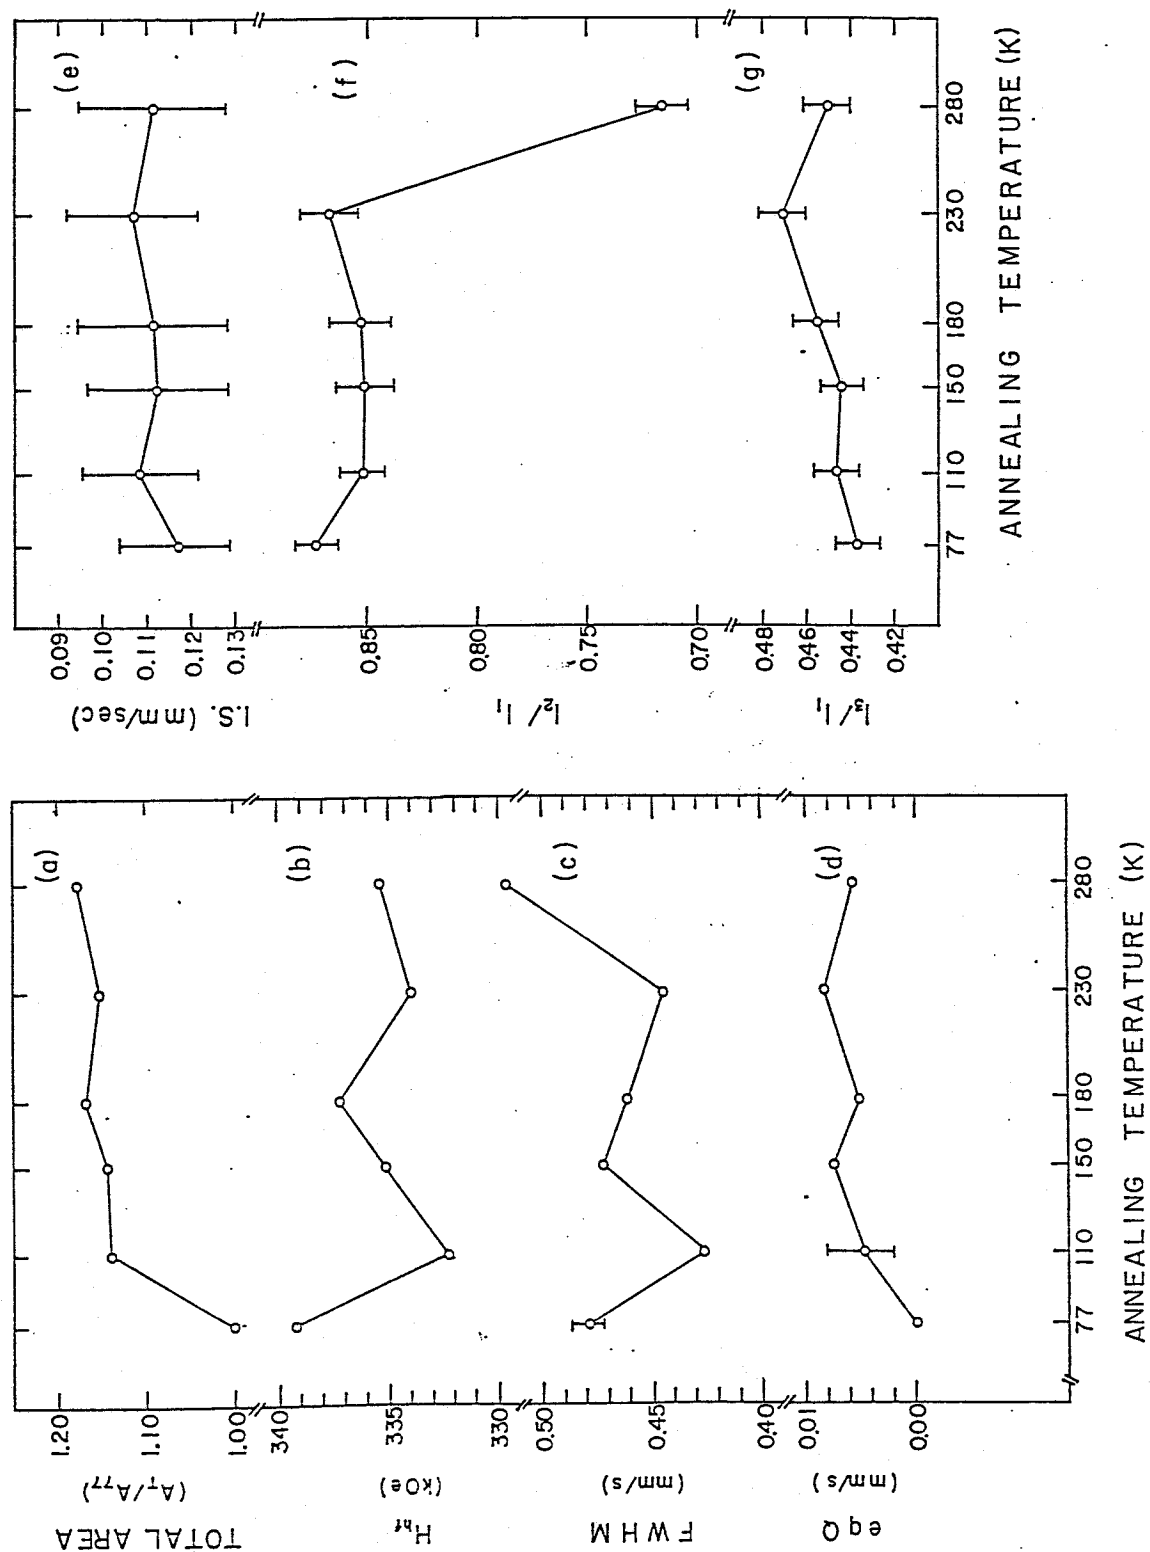 TOTAL AREA
(A_T/A_77)
1.20
1.10
1.00
(a)
H_hf
(kOe)
340
335
330
(b)
FWHM
(mm/s)
0.50
0.45
0.40
(c)
eqQ
(mm/s)
0.01
0.00
(d)
77 110 150 180 230 280
ANNEALING TEMPERATURE (K)
I.S. (mm/sec)
0.09
0.10
0.11
0.12
0.13
(e)
I_2/I_1
0.85
0.80
0.75
0.70
(f)
I_3/I_1
0.48
0.46
0.44
0.42
(g)
77 110 150 180 230 280
ANNEALING TEMPERATURE (K)